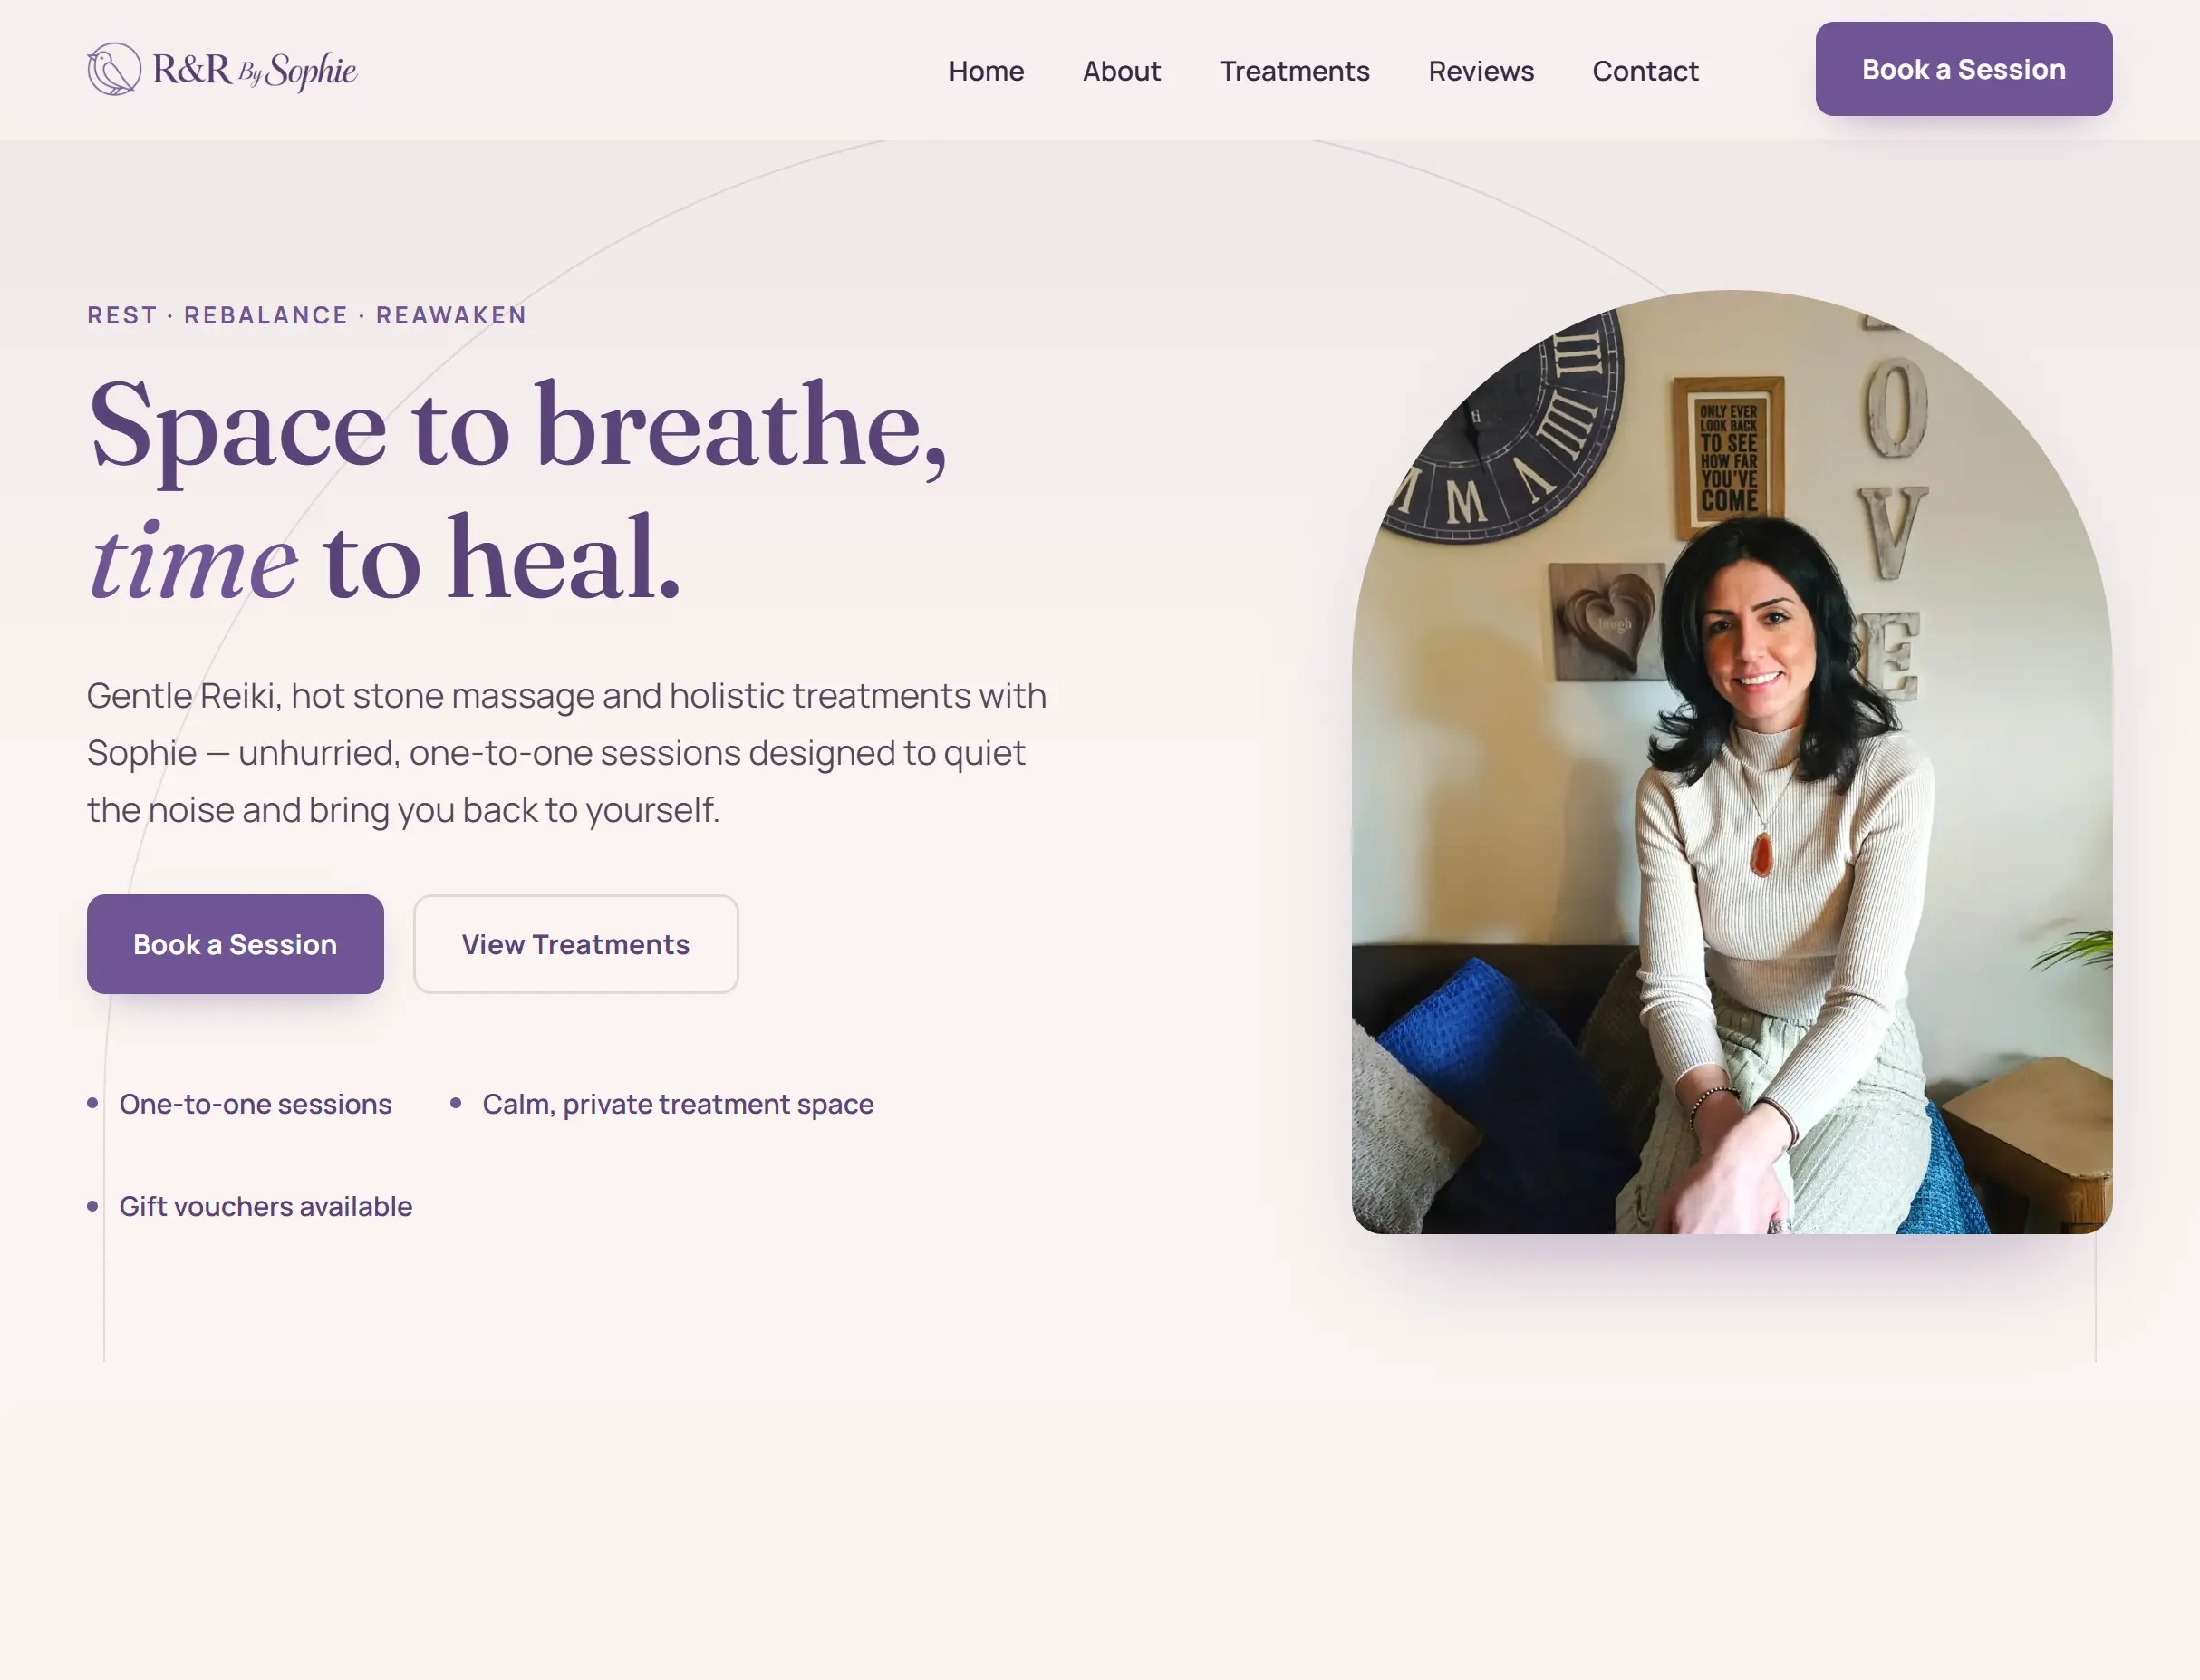 R&R By Sophie
Home About Treatments Reviews Contact Book a Session
REST · REBALANCE · REAWAKEN
Space to breathe,
time to heal.
Gentle Reiki, hot stone massage and holistic treatments with
Sophie — unhurried, one-to-one sessions designed to quiet
the noise and bring you back to yourself.
Book a Session View Treatments
One-to-one sessions Calm, private treatment space
Gift vouchers available
ONLY EVER
LOOK BACK
TO SEE
HOW FAR
YOU'VE
COME
O
V
E
laugh